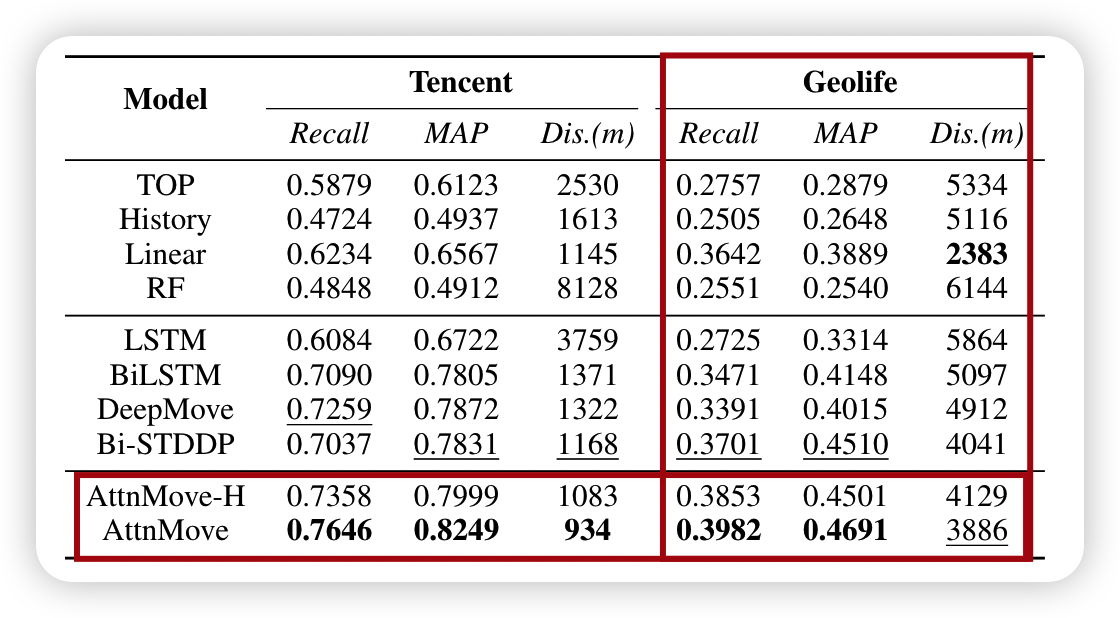 Model Tencent Geolife
Recall MAP Dis.(m) Recall MAP Dis.(m)
TOP 0.5879 0.6123 2530 0.2757 0.2879 5334
History 0.4724 0.4937 1613 0.2505 0.2648 5116
Linear 0.6234 0.6567 1145 0.3642 0.3889 2383
RF 0.4848 0.4912 8128 0.2551 0.2540 6144
LSTM 0.6084 0.6722 3759 0.2725 0.3314 5864
BiLSTM 0.7090 0.7805 1371 0.3471 0.4148 5097
DeepMove 0.7259 0.7872 1322 0.3391 0.4015 4912
Bi-STDDP 0.7037 0.7831 1168 0.3701 0.4510 4041
AttnMove-H 0.7358 0.7999 1083 0.3853 0.4501 4129
AttnMove 0.7646 0.8249 934 0.3982 0.4691 3886